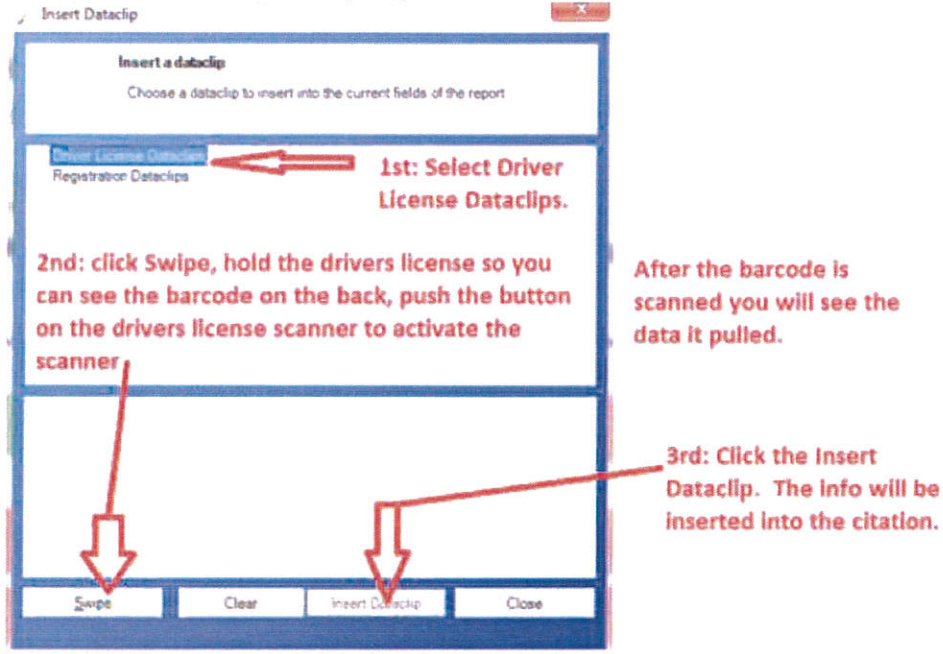 Insert Dataclip
Insert a dataclip
Choose a dataclip to insert into the current fields of the report
Driver License Dataclips
Registration Dataclips
1st: Select Driver
License Dataclips.
2nd: click Swipe, hold the drivers license so you
can see the barcode on the back, push the button
on the drivers license scanner to activate the
scanner
After the barcode is
scanned you will see the
data it pulled.
3rd: Click the Insert
Dataclip. The info will be
inserted into the citation.
Swipe
Clear
Insert Dataclip
Close